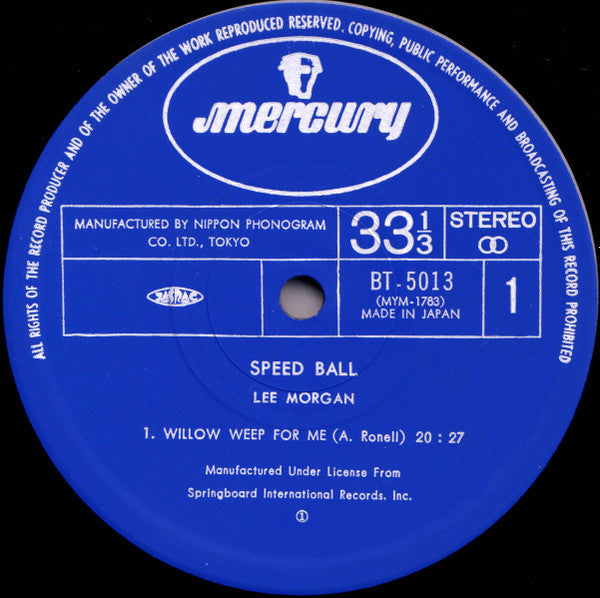 ALL RIGHTS OF THE RECORD PRODUCER AND OF THE OWNER OF THE WORK REPRODUCED RESERVED. COPYING, PUBLIC PERFORMANCE AND BROADCASTING OF THIS RECORD PROHIBITED
mercury
MANUFACTURED BY NIPPON PHONOGRAM
CO. LTD., TOKYO
33 1/3
STEREO
JASRAC
BT-5013
(MYM-1783)
MADE IN JAPAN
1
SPEED BALL
LEE MORGAN
1. WILLOW WEEP FOR ME (A. Ronell) 20 : 27
Manufactured Under License From
Springboard International Records. Inc.
①